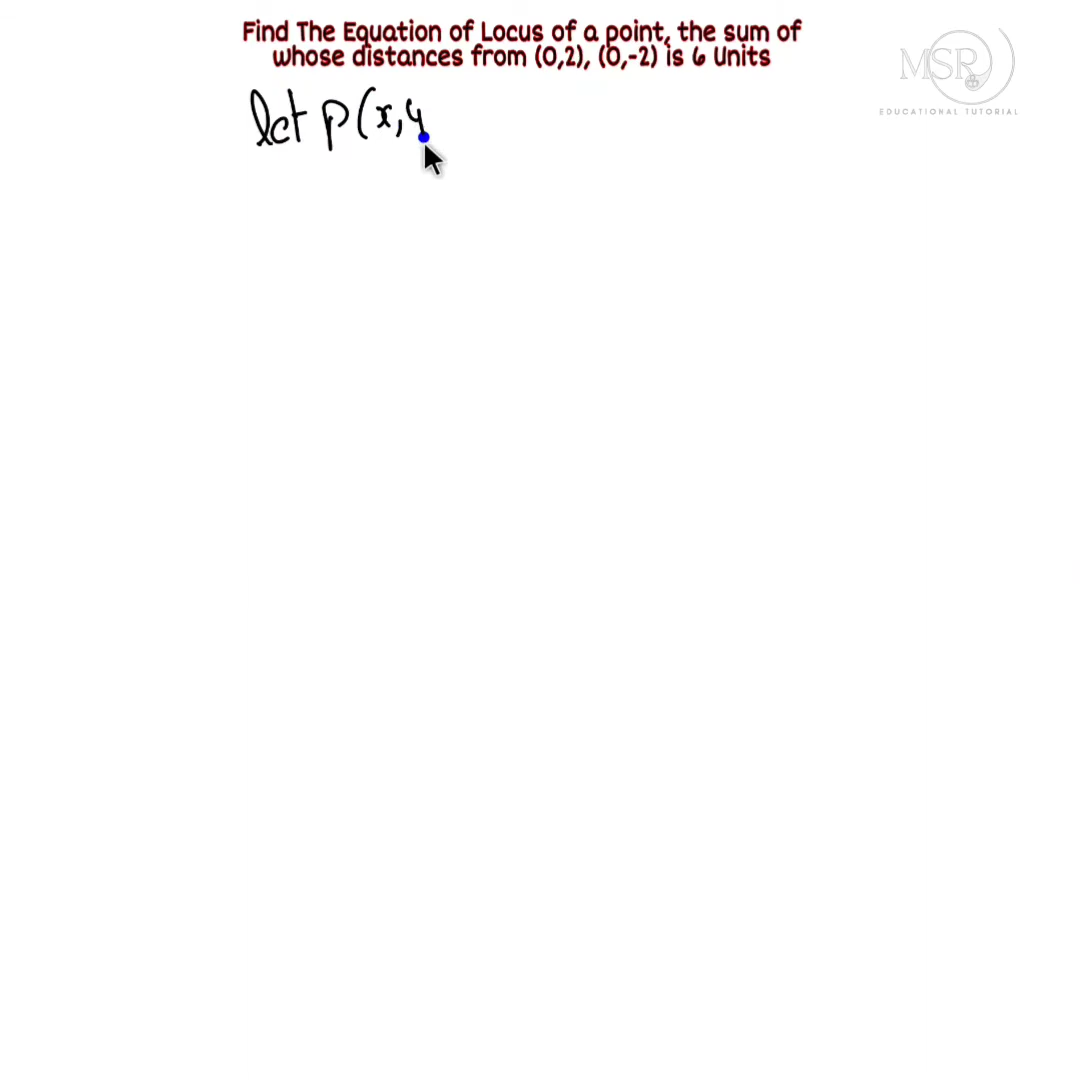 Find The Equation of Locus of a point, the sum of
whose distances from (0,2), (0,-2) is 6 Units
MSR
EDUCATIONAL TUTORIAL
let P(x,y